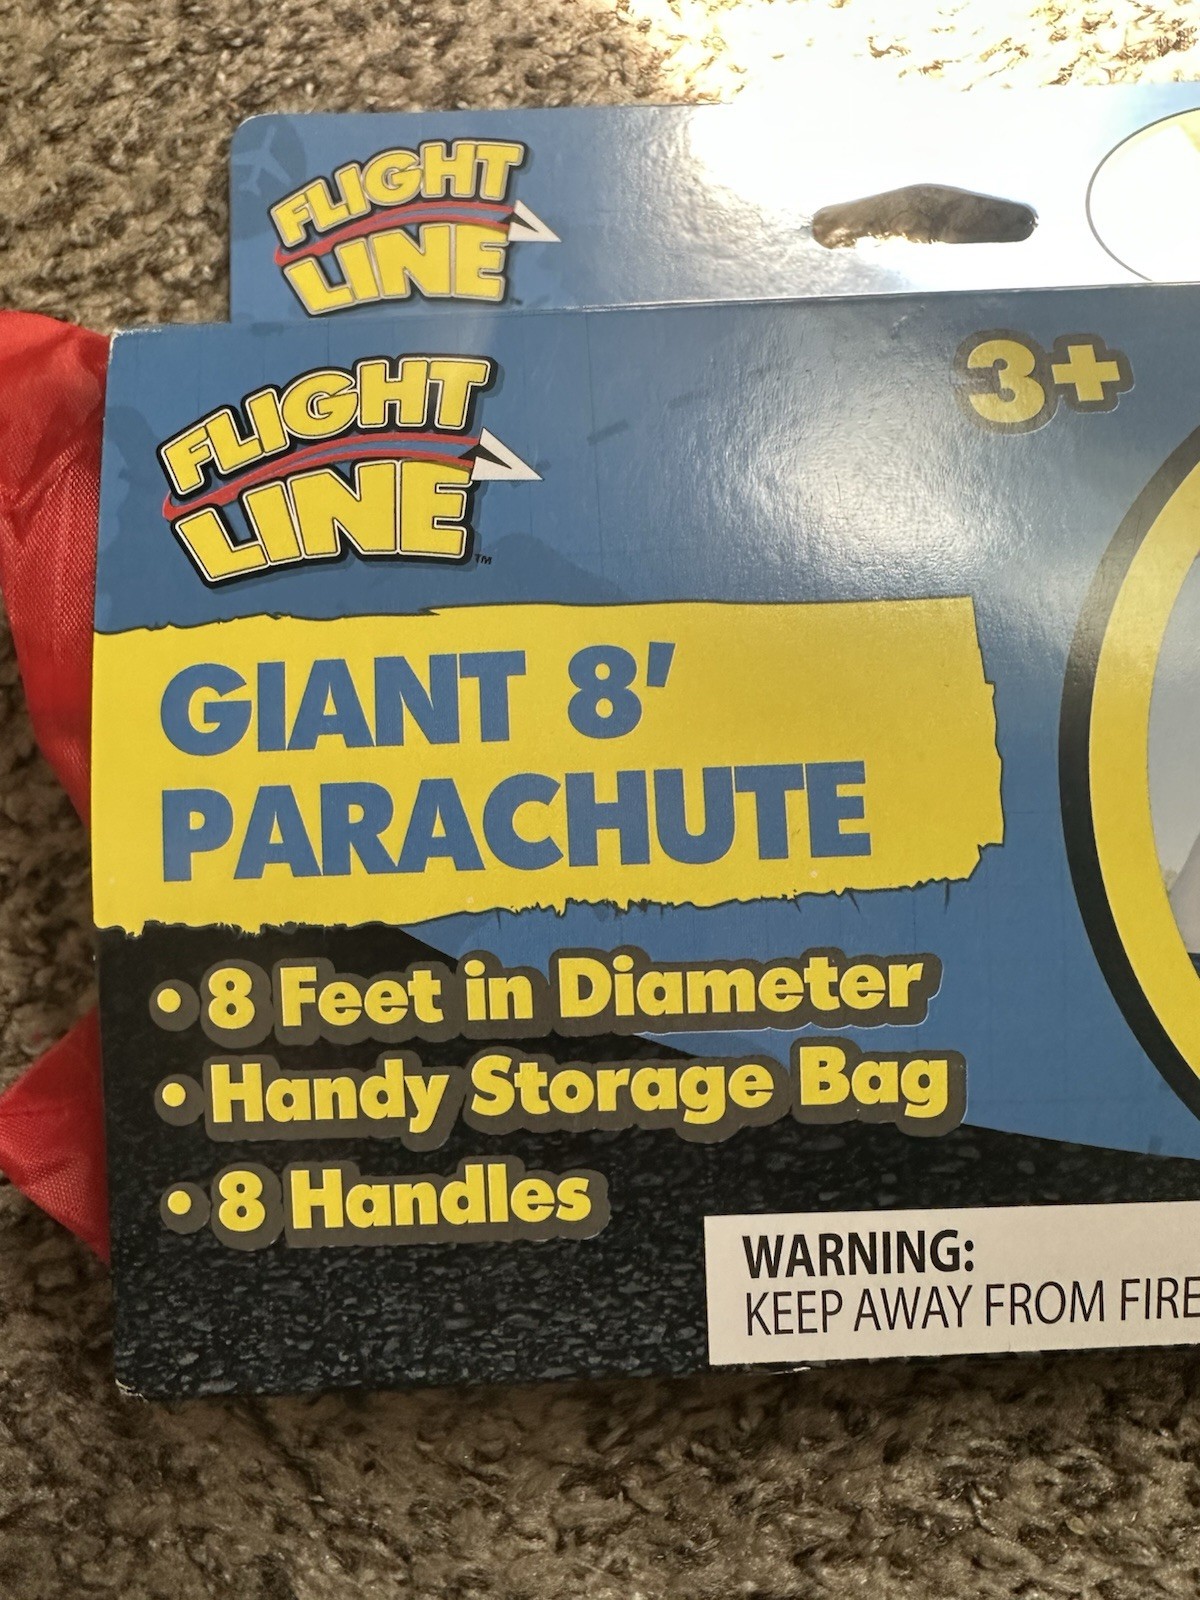 FLIGHT
LINE
FLIGHT
LINE™
3+
GIANT 8'
PARACHUTE
• 8 Feet in Diameter
• Handy Storage Bag
• 8 Handles
WARNING:
KEEP AWAY FROM FIRE